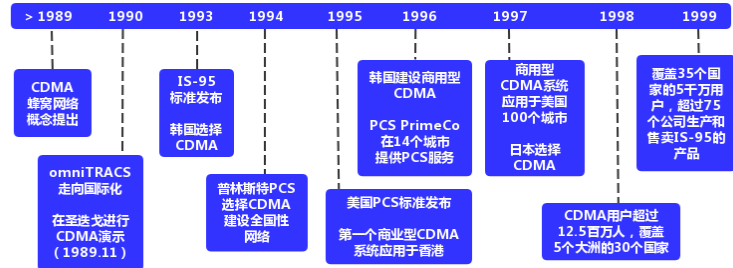 > 1989 1990 1993 1994 1995 1996 1997 1998 1999
CDMA
蜂窝网络
概念提出
omniTRACS
走向国际化
在圣迭戈进行
CDMA演示
（1989.11）
IS-95
标准发布
韩国选择
CDMA
普林斯特PCS
选择CDMA
建设全国性
网络
美国PCS标准发布
第一个商业型CDMA
系统应用于香港
韩国建设商用型
CDMA
PCS PrimeCo
在14个城市
提供PCS服务
商用型
CDMA系统
应用于美国
100个城市
日本选择
CDMA
CDMA用户超过
12.5百万人，覆盖
5个大洲的30个国家
覆盖35个国
家的5千万用
户，超过75
个公司生产和
售卖IS-95的
产品